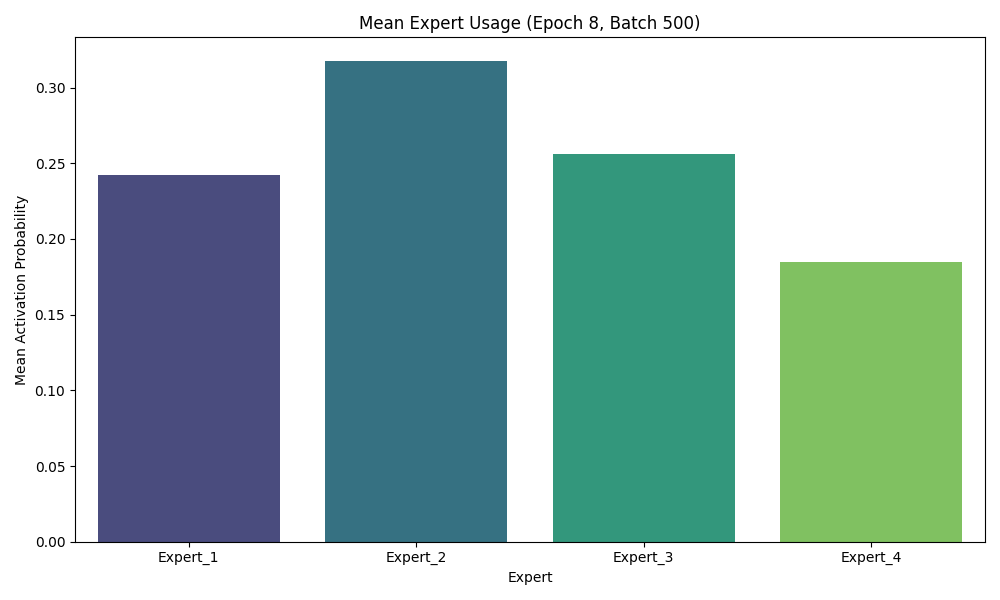 Mean Expert Usage (Epoch 8, Batch 500)
Mean Activation Probability
0.30
0.25
0.20
0.15
0.10
0.05
0.00
Expert_1
Expert_2
Expert_3
Expert_4
Expert